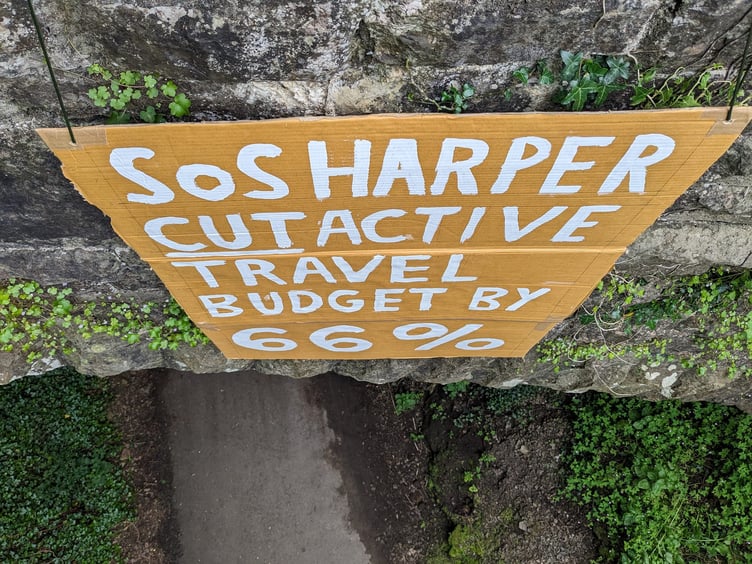 SOS HARPER
CUT ACTIVE
TRAVEL
BUDGET BY
66%